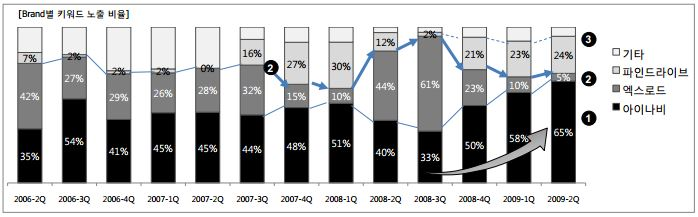 [Brand별 키워드 노출 비율]
7% 2% 2% 2% 0% 16% 27% 30% 12% 2% 21% 23% 24%
42% 27% 29% 26% 28% 32% 15% 10% 44% 61% 23% 10% 5%
35% 54% 41% 45% 45% 44% 48% 51% 40% 33% 50% 58% 65%
2
3
2
1
기타
파인드라이브
엑스로드
아이나비
2006-2Q 2006-3Q 2006-4Q 2007-1Q 2007-2Q 2007-3Q 2007-4Q 2008-1Q 2008-2Q 2008-3Q 2008-4Q 2009-1Q 2009-2Q